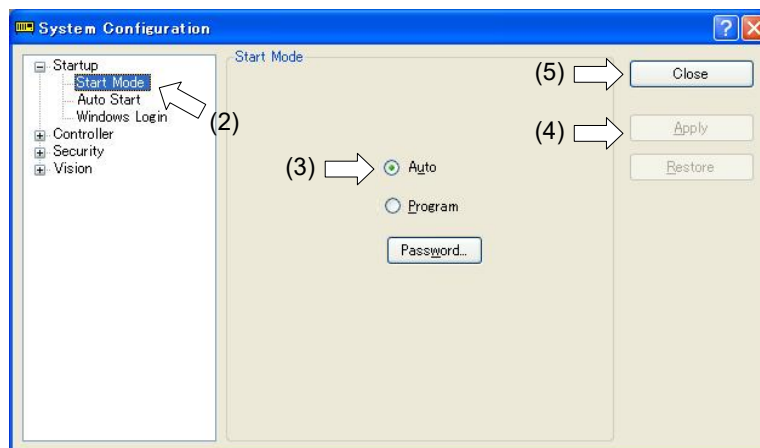 System Configuration
Startup
Start Mode
Auto Start
Windows Login
Controller
Security
Vision
(2)
Start Mode
(3)
Auto
Program
Password...
(5)
Close
(4)
Apply
Restore